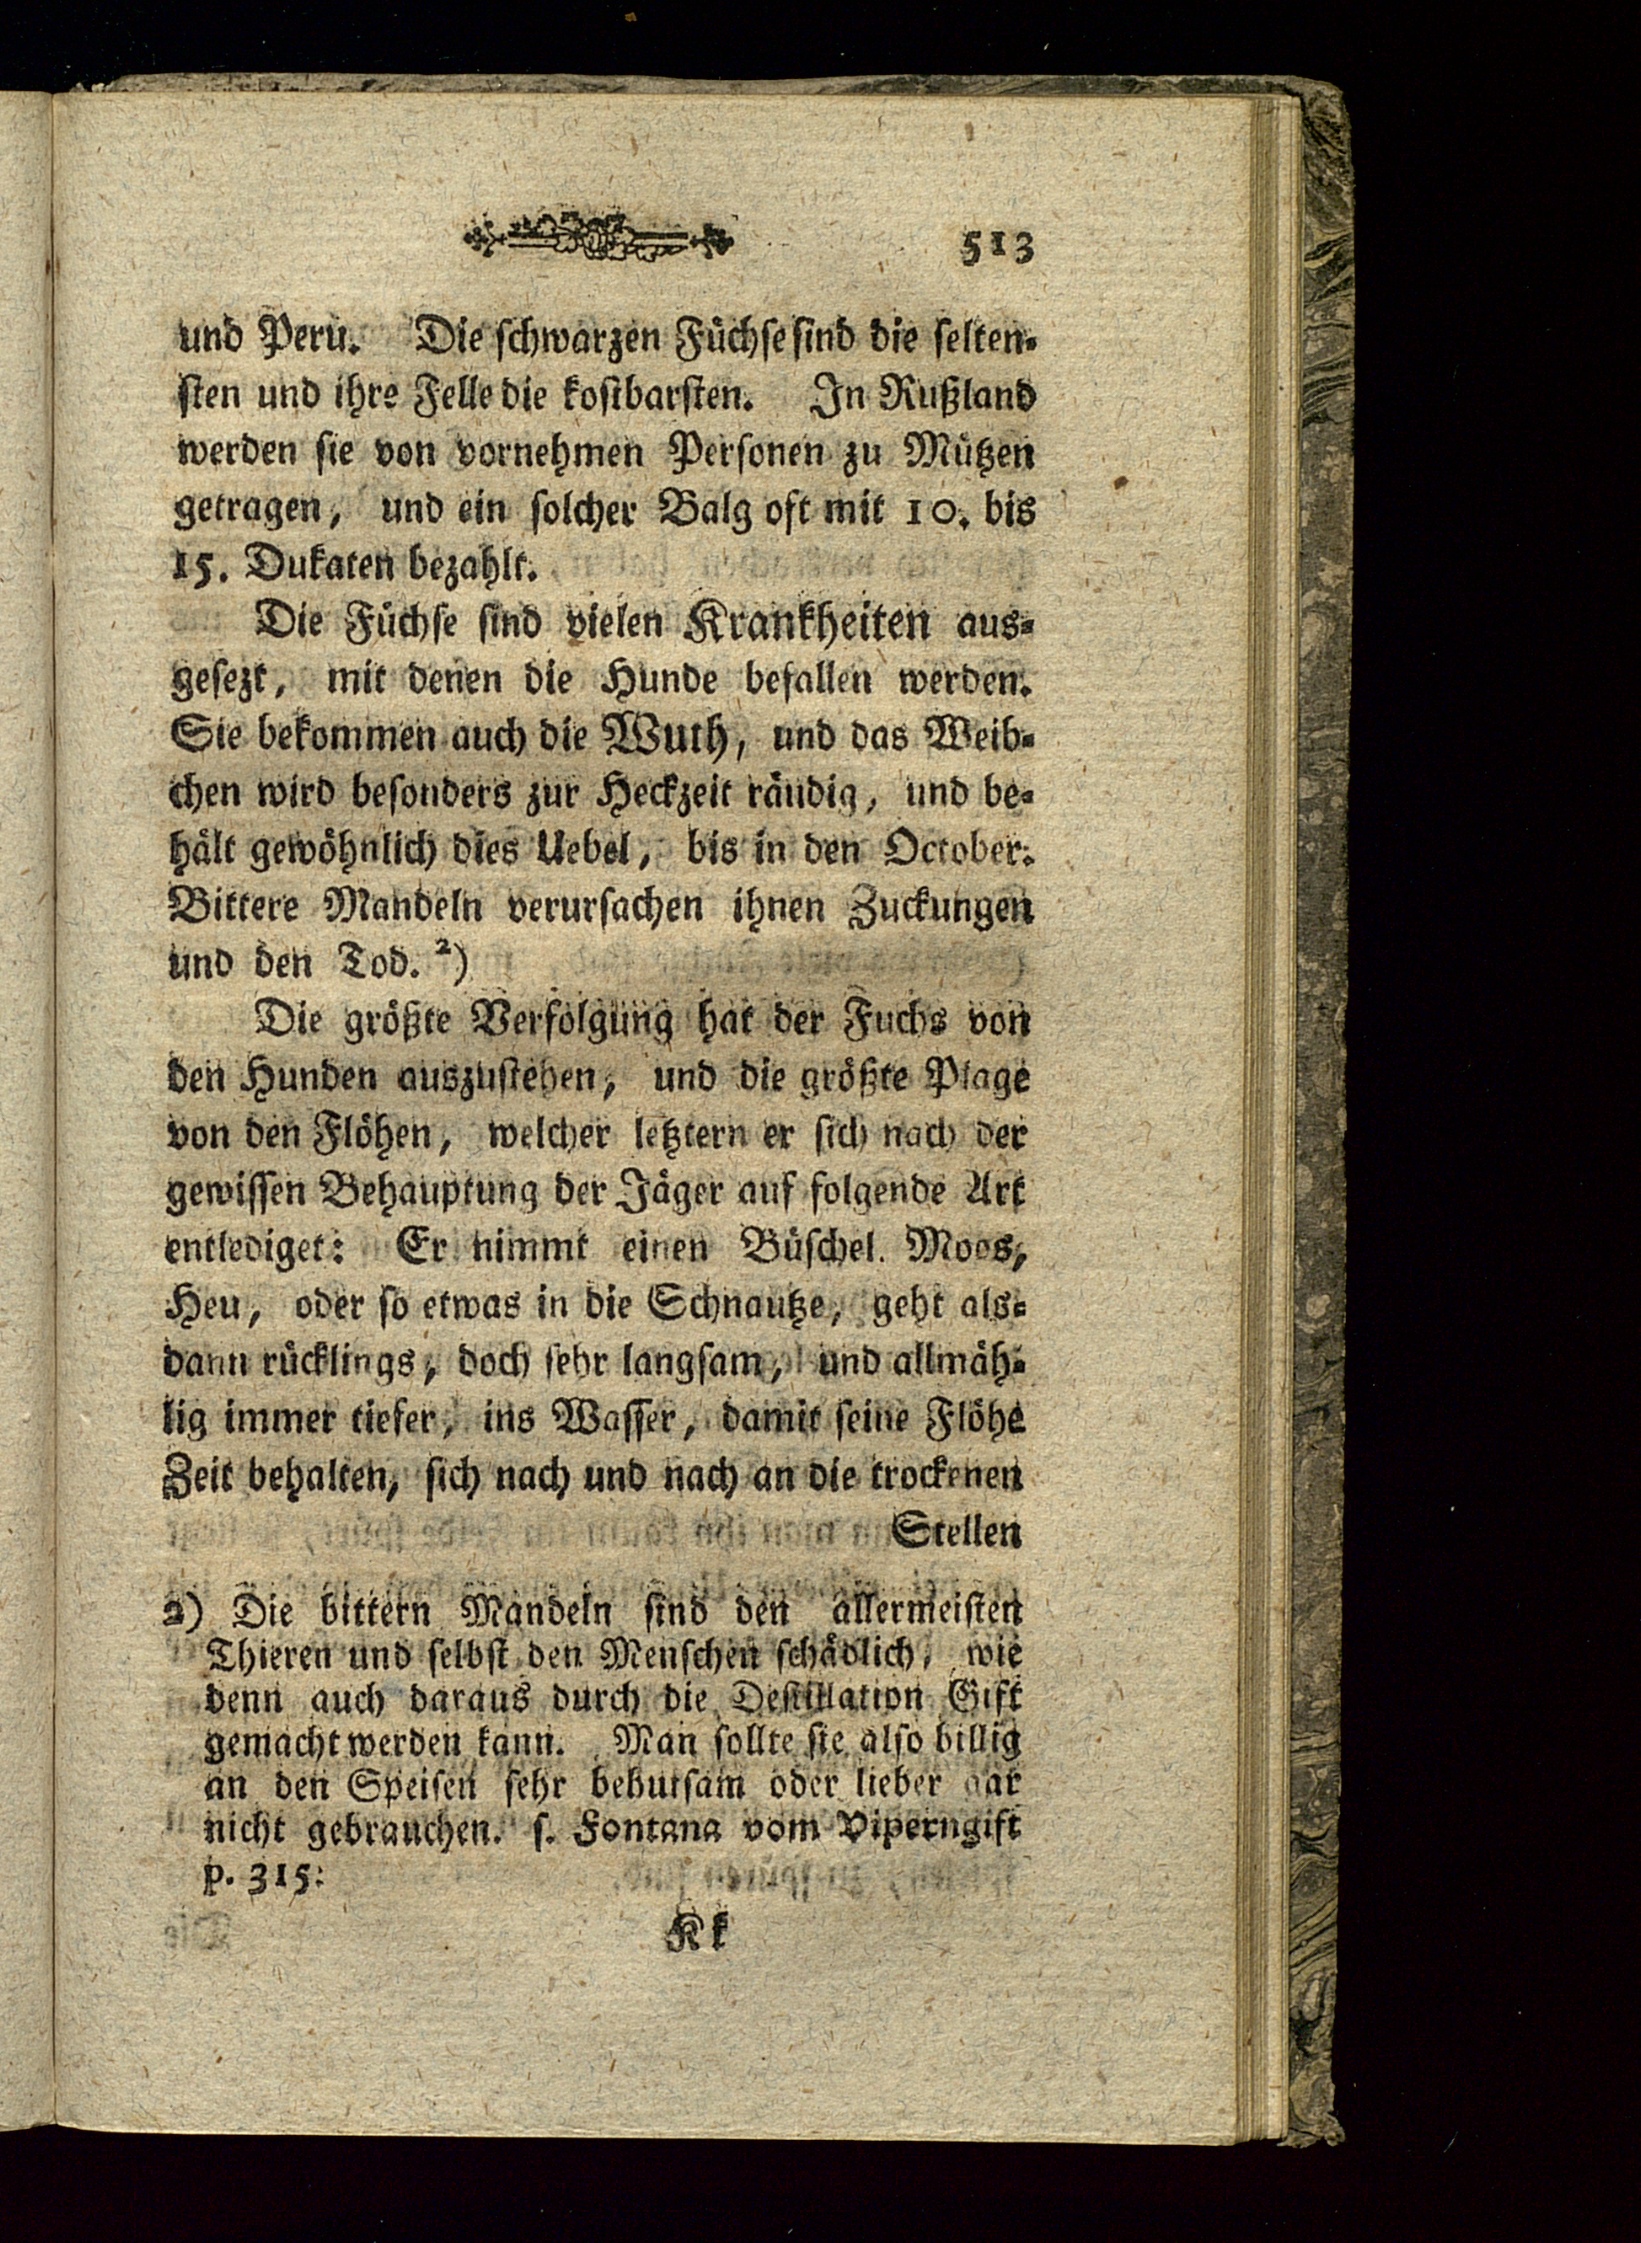 513
und Peru. Die schwarzen Füchse sind die selten-
sten und ihre Felle die kostbarsten. In Rußland
werden sie von vornehmen Personen zu Mützen
getragen, und ein solcher Balg oft mit 10. bis
15. Dukaten bezahlt.
Die Füchse sind vielen Krankheiten aus-
gesezt, mit denen die Hunde befallen werden.
Sie bekommen auch die Wuth, und das Weib-
chen wird besonders zur Heckzeit räudig, und be-
hält gewöhnlich dies Uebel, bis in den October.
Bittere Mandeln verursachen ihnen Zuckungen
und den Tod. ²)
Die größte Verfolgung hat der Fuchs von
den Hunden auszustehen, und die größte Plage
von den Flöhen, welcher letztern er sich nach der
gewissen Behauptung der Jäger auf folgende Art
entlediget: Er nimmt einen Büschel Moos,
Heu, oder so etwas in die Schnautze, geht als-
dann rücklings, doch sehr langsam, und allmäh-
lig immer tiefer, ins Wasser, damit seine Flöhe
Zeit behalten, sich nach und nach an die trockenen
Stellen
2) Die bittern Mandeln sind den allermeisten
Thieren und selbst den Menschen schädlich, wie
denn auch daraus durch die Destillation Gift
gemacht werden kann. Man sollte sie also billig
an den Speisen sehr behutsam oder lieber gar
nicht gebrauchen. s. Fontana vom Viperngift
p. 315.
Kk